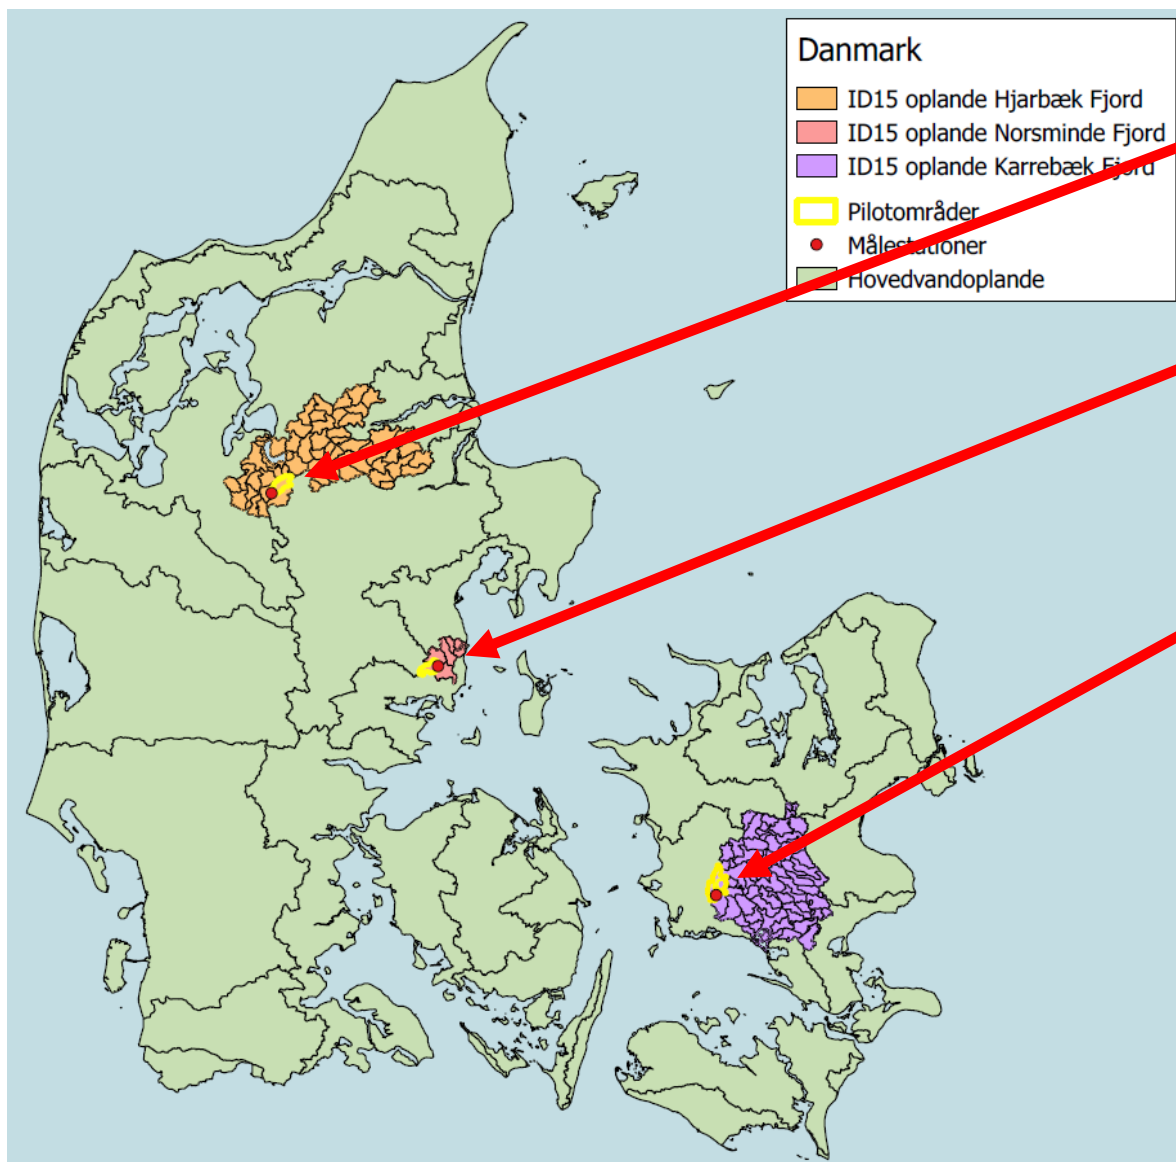 Danmark
ID15 oplande Hjarbæk Fjord
ID15 oplande Norsminde Fjord
ID15 oplande Karrebæk Fjord
Pilotområder
Målestationer
Hovedvandoplande